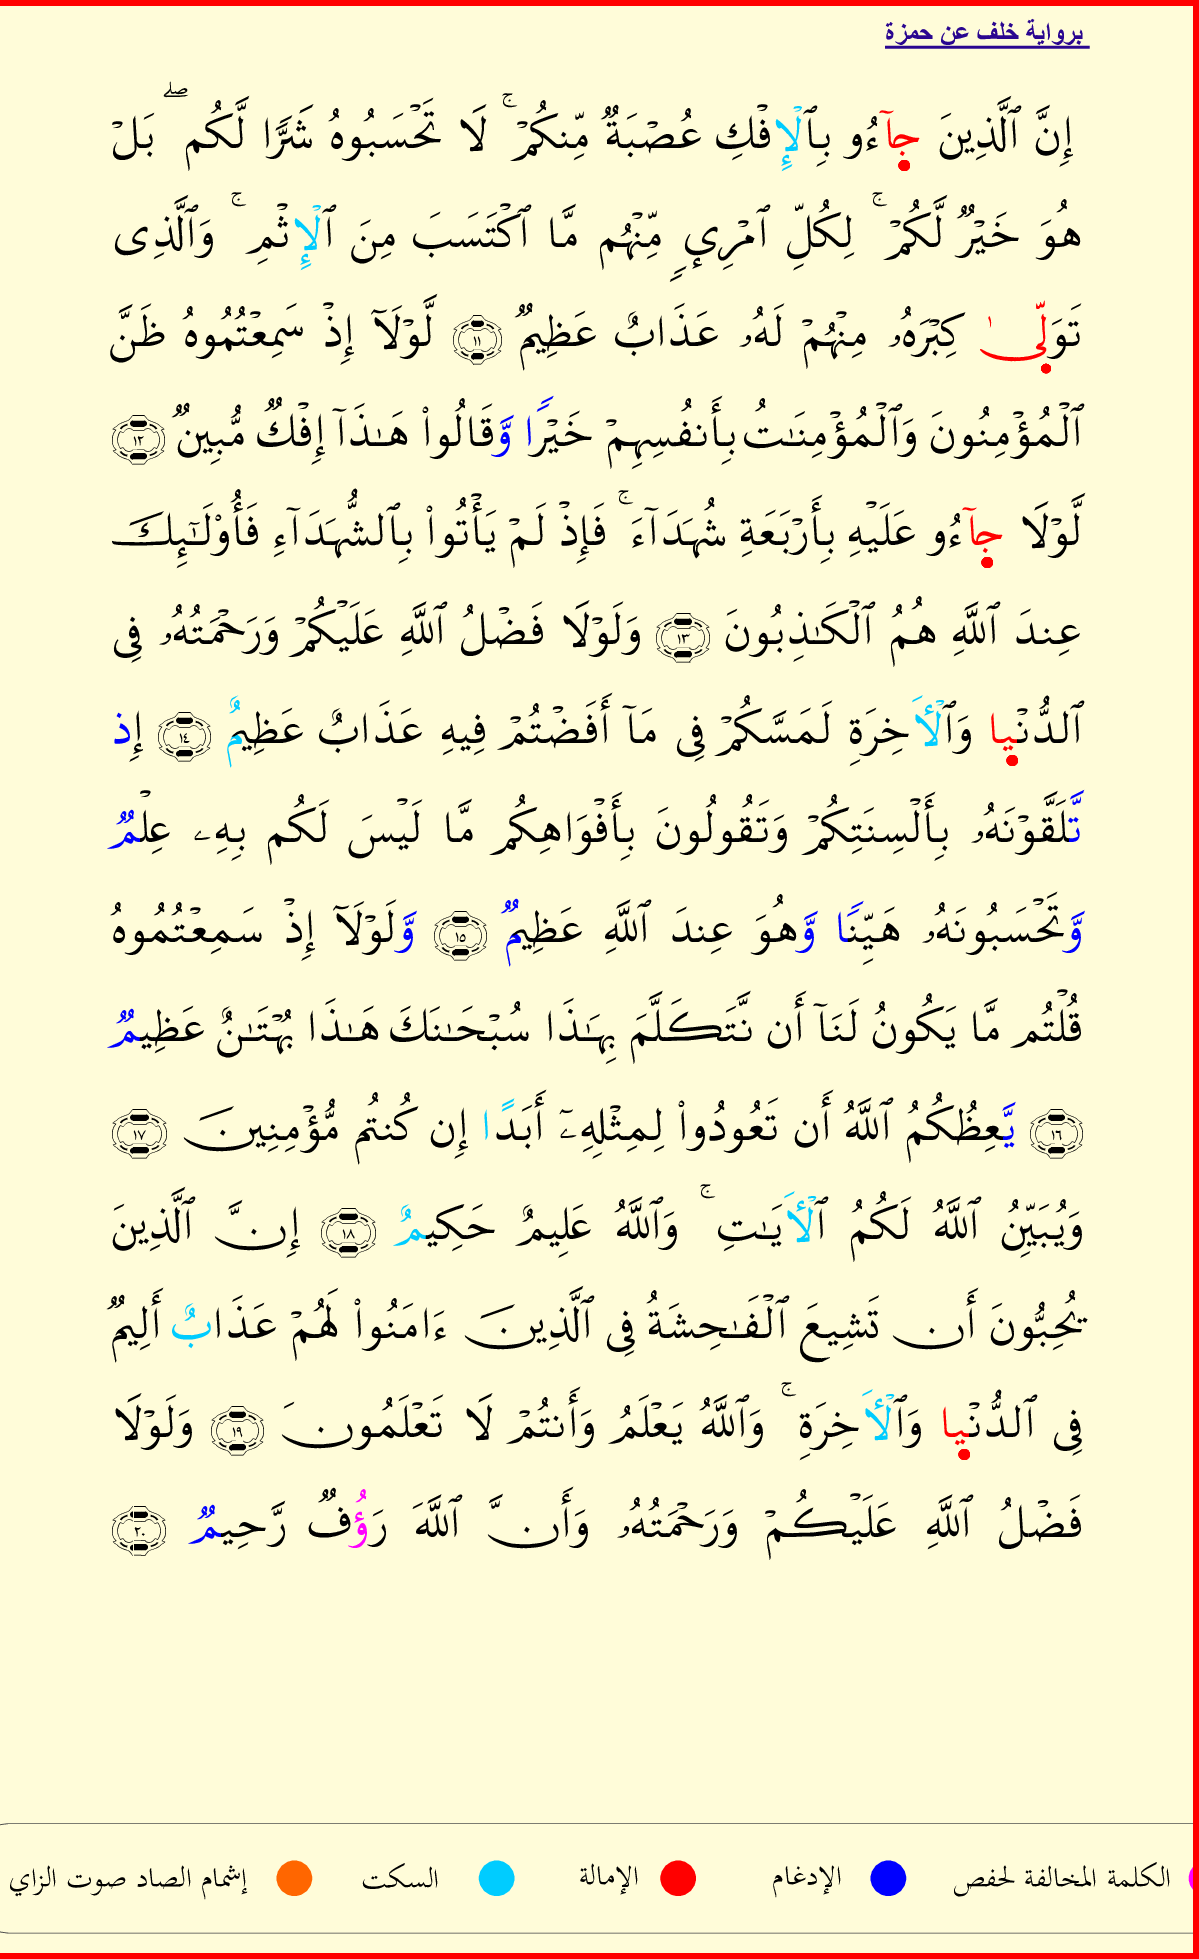 برواية خلف عن حمزة
إِنَّ ٱلَّذِينَ جَآءُو بِٱلْإِفْكِ عُصْبَةٌ مِّنكُمْ ۚ لَا تَحْسَبُوهُ شَرًّا لَّكُم ۖ بَلْ
هُوَ خَيْرٌ لَّكُمْ ۚ لِكُلِّ ٱمْرِئٍ مِّنْهُم مَّا ٱكْتَسَبَ مِنَ ٱلْإِثْمِ ۚ وَٱلَّذِى
تَوَلِّىٰ كِبْرَهُۥ مِنْهُمْ لَهُۥ عَذَابٌ عَظِيمٌ ١١ لَّوْلَآ إِذْ سَمِعْتُمُوهُ ظَنَّ
ٱلْمُؤْمِنُونَ وَٱلْمُؤْمِنَٰتُ بِأَنفُسِهِمْ خَيْرًا وَّقَالُوا۟ هَٰذَآ إِفْكٌ مُّبِينٌ ١٢
لَّوْلَا جَآءُو عَلَيْهِ بِأَرْبَعَةِ شُهَدَآءَ ۚ فَإِذْ لَمْ يَأْتُوا۟ بِٱلشُّهَدَآءِ فَأُو۟لَٰٓئِكَ
عِندَ ٱللَّهِ هُمُ ٱلْكَٰذِبُونَ ١٣ وَلَوْلَا فَضْلُ ٱللَّهِ عَلَيْكُمْ وَرَحْمَتُهُۥ فِى
ٱلدُّنْيا وَٱلْأَخِرَةِ لَمَسَّكُمْ فِى مَآ أَفَضْتُمْ فِيهِ عَذَابٌ عَظِيمٌ ١٤ إِذ
تَّلَقَّوْنَهُۥ بِأَلْسِنَتِكُمْ وَتَقُولُونَ بِأَفْوَاهِكُم مَّا لَيْسَ لَكُم بِهِۦ عِلْمٌ
وَّتَحْسَبُونَهُۥ هَيِّنًا وَّهُوَ عِندَ ٱللَّهِ عَظِيمٌ ١٥ وَّلَوْلَآ إِذْ سَمِعْتُمُوهُ
قُلْتُم مَّا يَكُونُ لَنَآ أَن نَّتَكَلَّمَ بِهَٰذَا سُبْحَٰنَكَ هَٰذَا بُهْتَٰنٌ عَظِيمٌ
١٦ يَّعِظُكُمُ ٱللَّهُ أَن تَعُودُوا۟ لِمِثْلِهِۦٓ أَبَدًا إِن كُنتُم مُّؤْمِنِينَ ١٧
وَيُبَيِّنُ ٱللَّهُ لَكُمُ ٱلْأَيَٰتِ ۚ وَٱللَّهُ عَلِيمٌ حَكِيمٌ ١٨ إِنَّ ٱلَّذِينَ
يُحِبُّونَ أَن تَشِيعَ ٱلْفَٰحِشَةُ فِى ٱلَّذِينَ ءَامَنُوا۟ لَهُمْ عَذَابٌ أَلِيمٌ
فِى ٱلدُّنْيا وَٱلْأَخِرَةِ ۚ وَٱللَّهُ يَعْلَمُ وَأَنتُمْ لَا تَعْلَمُونَ ١٩ وَلَوْلَا
فَضْلُ ٱللَّهِ عَلَيْكُمْ وَرَحْمَتُهُۥ وَأَنَّ ٱللَّهَ رَؤُفٌ رَّحِيمٌ ٢٠
الكلمة المخالفة لحفص الإدغام الإمالة السكت إشمام الصاد صوت الزاي